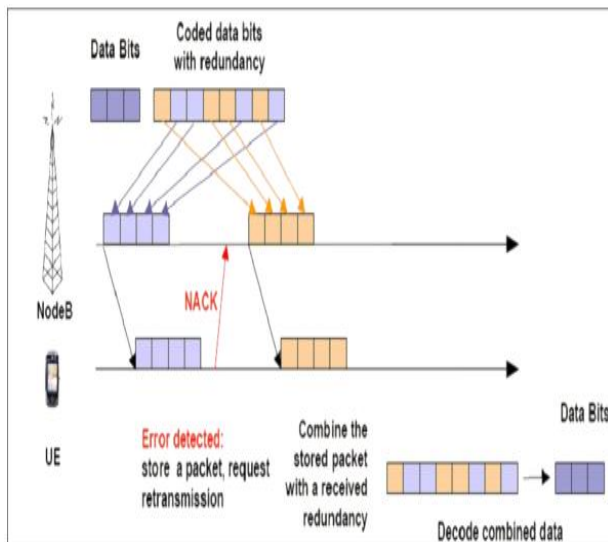 Data Bits
Coded data bits
with redundancy
NACK
NodeB
UE
Error detected:
store a packet, request
retransmission
Combine the
stored packet
with a received
redundancy
Data Bits
Decode combined data